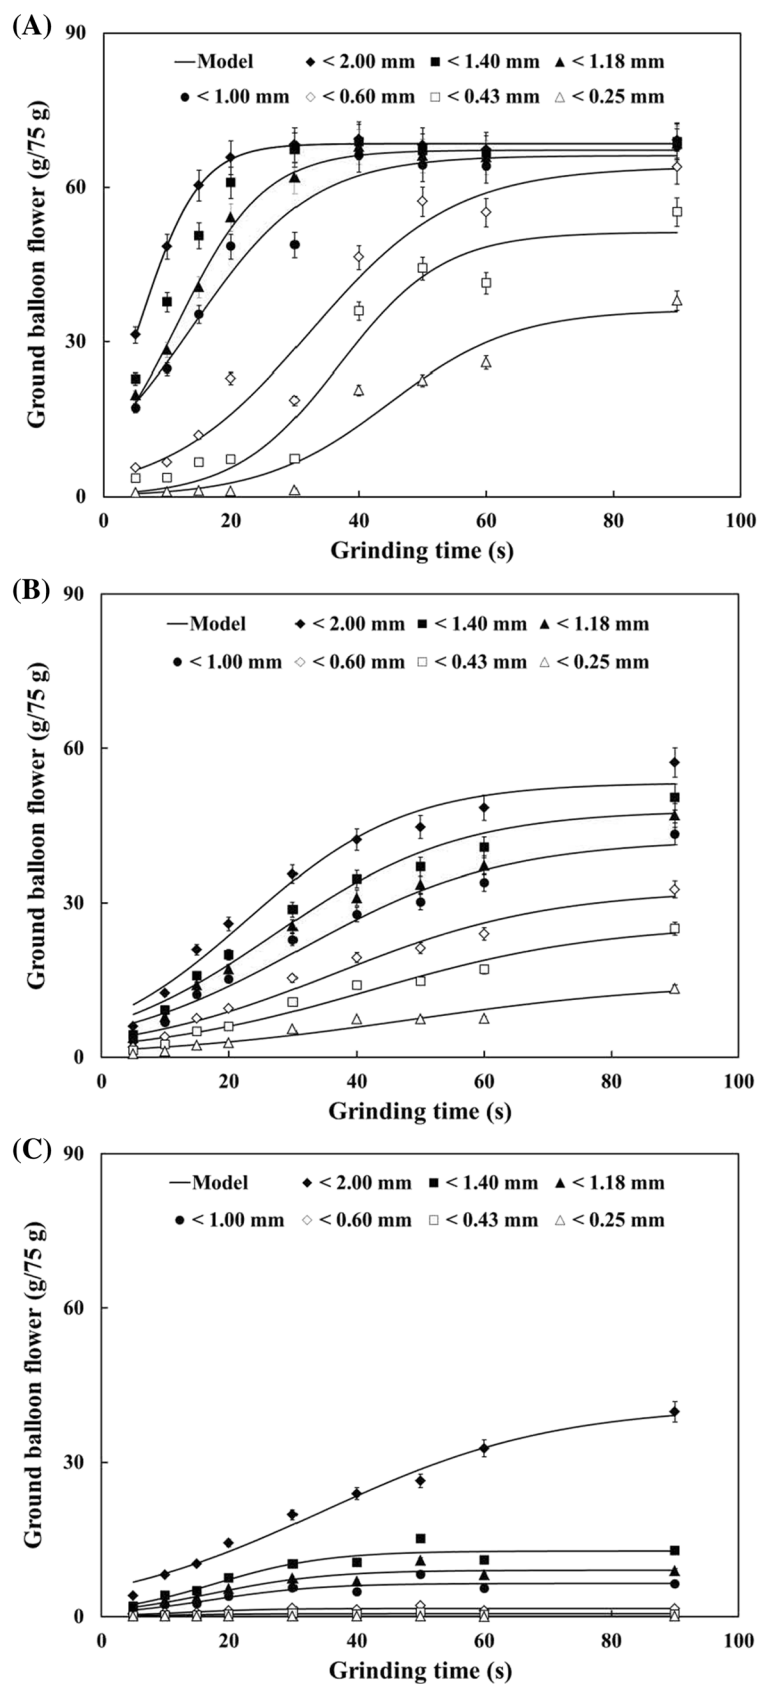 (A)
90
Model < 2.00 mm < 1.40 mm < 1.18 mm
< 1.00 mm < 0.60 mm < 0.43 mm < 0.25 mm
60
30
0
Ground balloon flower (g/75 g)
0 20 40 60 80 100
Grinding time (s)
(B)
90
Model < 2.00 mm < 1.40 mm < 1.18 mm
< 1.00 mm < 0.60 mm < 0.43 mm < 0.25 mm
60
30
0
Ground balloon flower (g/75 g)
0 20 40 60 80 100
Grinding time (s)
(C)
90
Model < 2.00 mm < 1.40 mm < 1.18 mm
< 1.00 mm < 0.60 mm < 0.43 mm < 0.25 mm
60
30
0
Ground balloon flower (g/75 g)
0 20 40 60 80 100
Grinding time (s)